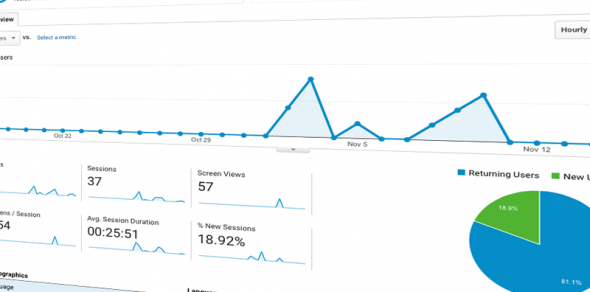 view
ers
vs.
Select a metric
Hourly
sers
Oct 22
Oct 29
Nov 5
Nov 12
s
Sessions
37
Screen Views
57
Returning Users
New U
ens / Session
54
Avg. Session Duration
00:25:51
% New Sessions
18.92%
18.9%
81.1%
ographics
uage